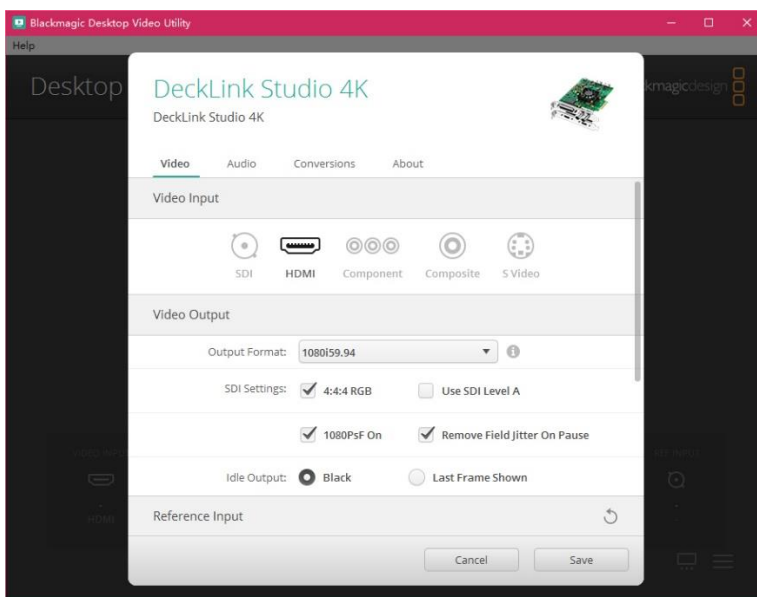 Blackmagic Desktop Video Utility
Help
Desktop
kmagicdesign
DeckLink Studio 4K
DeckLink Studio 4K
Video Audio Conversions About
Video Input
SDI HDMI Component Composite S Video
Video Output
Output Format: 1080i59.94
SDI Settings: 4:4:4 RGB Use SDI Level A
1080PsF On Remove Field Jitter On Pause
Idle Output: Black Last Frame Shown
HDMI
Reference Input
Cancel Save